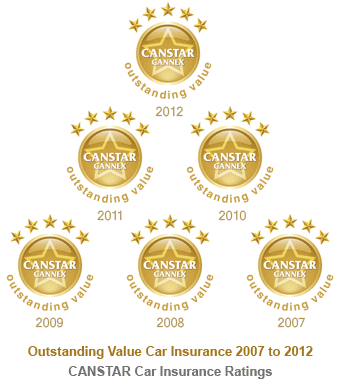 CANSTAR
CANNEX
outstanding value
2012
CANSTAR
CANNEX
outstanding value
2011
CANSTAR
CANNEX
outstanding value
2010
CANSTAR
CANNEX
outstanding value
2009
CANSTAR
CANNEX
outstanding value
2008
CANSTAR
CANNEX
outstanding value
2007
Outstanding Value Car Insurance 2007 to 2012
CANSTAR Car Insurance Ratings